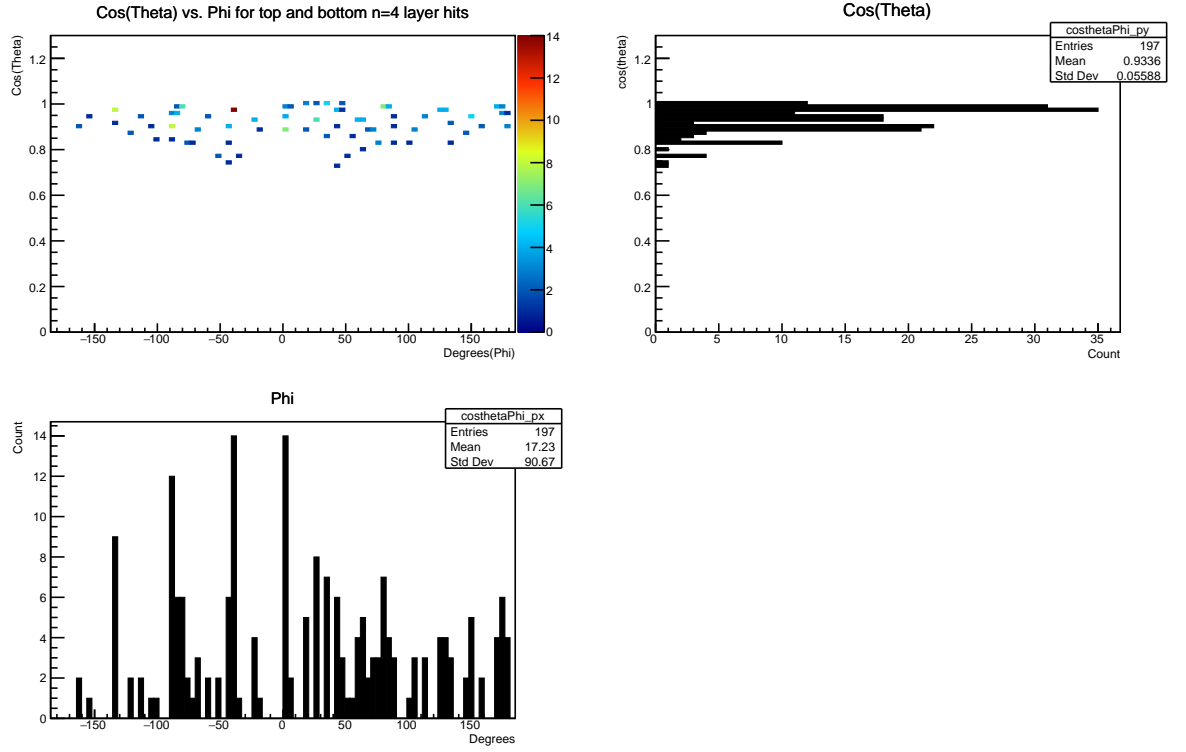 Cos(Theta) vs. Phi for top and bottom n=4 layer hits
Cos(Theta)
1.2
1
0.8
0.6
0.4
0.2
0
−150 −100 −50 0 50 100 150
Degrees(Phi)
14
12
10
8
6
4
2
0
Cos(Theta)
costhetaPhi_py
Entries 197
Mean 0.9336
Std Dev 0.05588
cos(theta)
1.2
1
0.8
0.6
0.4
0.2
0
0 5 10 15 20 25 30 35
Count
Phi
costhetaPhi_px
Entries 197
Mean 17.23
Std Dev 90.67
Count
14
12
10
8
6
4
2
0
−150 −100 −50 0 50 100 150
Degrees